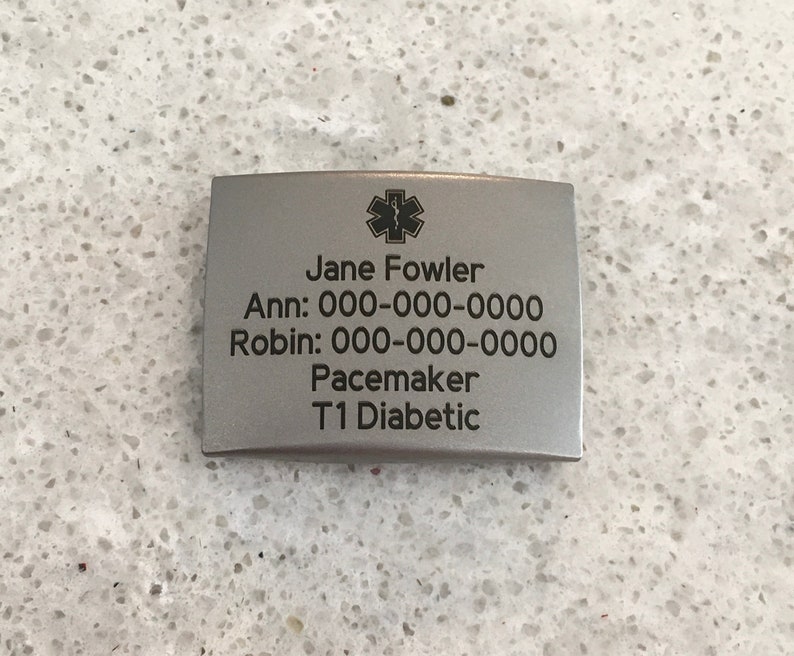 Jane Fowler
Ann: 000-000-0000
Robin: 000-000-0000
Pacemaker
T1 Diabetic